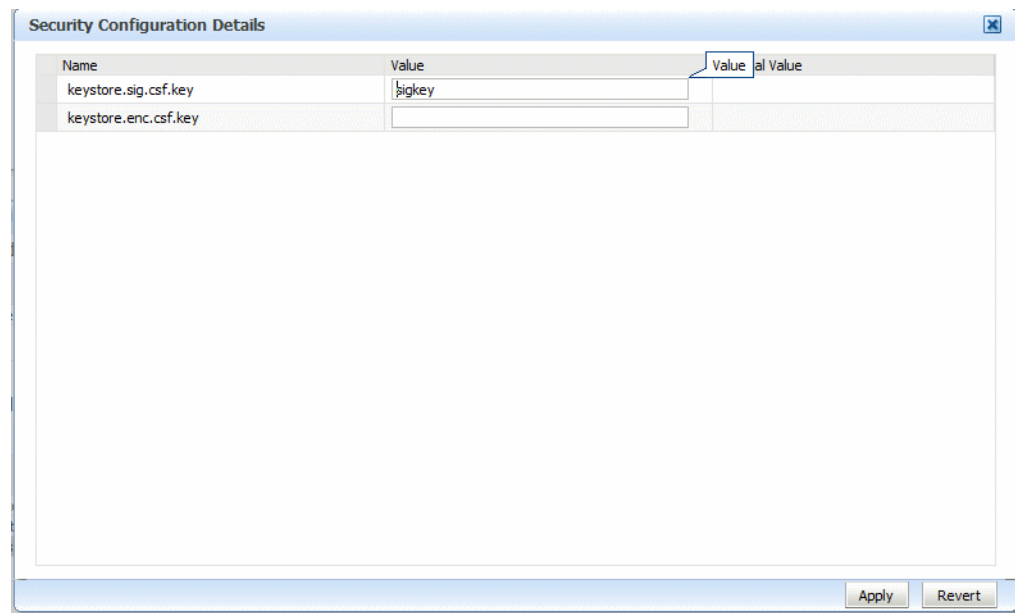 Security Configuration Details
Name Value Value al Value
keystore.sig.csf.key sigkey
keystore.enc.csf.key
Apply Revert